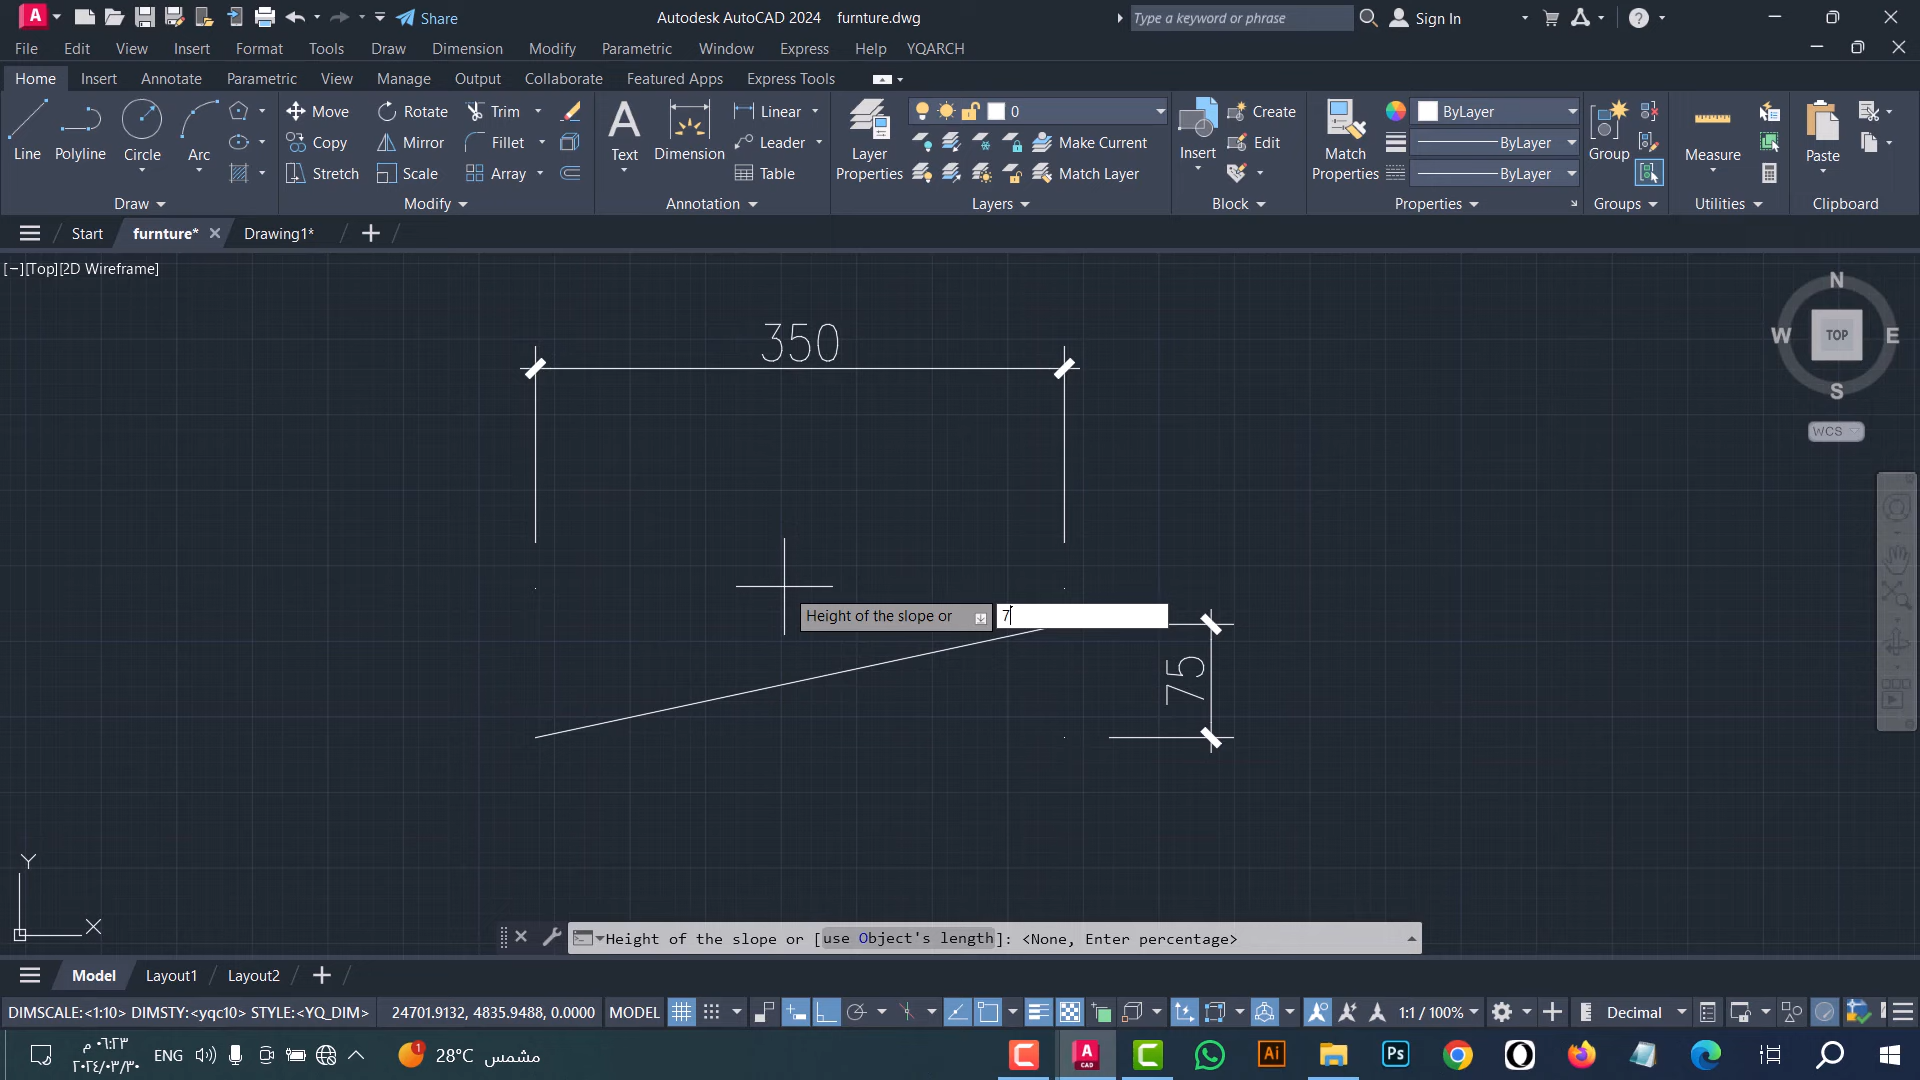 Share
Autodesk AutoCAD 2024 furnture.dwg
Type a keyword or phrase
Sign In
File Edit View Insert Format Tools Draw Dimension Modify Parametric Window Express Help YQARCH
Home Insert Annotate Parametric View Manage Output Collaborate Featured Apps Express Tools
Line Polyline Circle Arc
Move Rotate Trim
Copy Mirror Fillet
Stretch Scale Array
Text Dimension
Linear
Leader
Table
Layer Properties
0
Make Current
Match Layer
Insert
Create
Edit
Match Properties
ByLayer
ByLayer
ByLayer
Group
Measure
Paste
Draw Modify Annotation Layers Block Properties Groups Utilities Clipboard
Start furnture* Drawing1*
[−][Top][2D Wireframe]
N
W TOP E
S
WCS
350
Height of the slope or 7
75
Y
X
Height of the slope or [use Object's length]: <None, Enter percentage>
Model Layout1 Layout2
DIMSCALE:<1:10> DIMSTY:<yqc10> STYLE:<YQ_DIM> 24701.9132, 4835.9488, 0.0000 MODEL 1:1 / 100% Decimal
٠٦:٢٣ م
٢٠٢٤/٠٣/٣٠
ENG
28°C مشمس